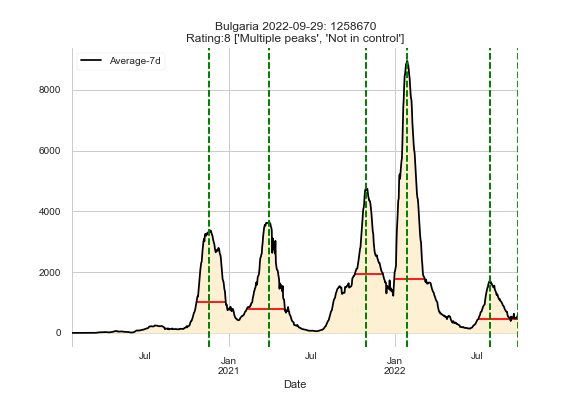 Bulgaria 2022-09-29: 1258670
Rating:8 ['Multiple peaks', 'Not in control']
Average-7d
8000
6000
4000
2000
0
Jul
Jan
2021
Jul
Jan
2022
Jul
Date